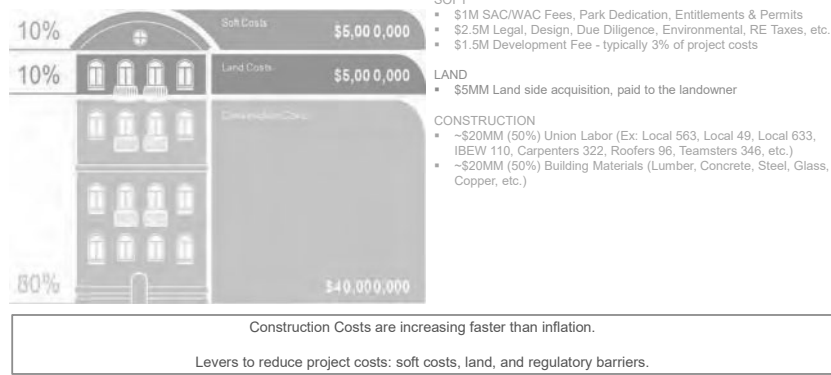 SOFT
10%
Soft Costs
$5,00 0,000
▪ $1M SAC/WAC Fees, Park Dedication, Entitlements & Permits
▪ $2.5M Legal, Design, Due Diligence, Environmental, RE Taxes, etc.
▪ $1.5M Development Fee - typically 3% of project costs
10%
Land Costs
$5,00 0,000
LAND
▪ $5MM Land side acquisition, paid to the landowner
Construction Costs
CONSTRUCTION
▪ ~$20MM (50%) Union Labor (Ex: Local 563, Local 49, Local 633,
IBEW 110, Carpenters 322, Roofers 96, Teamsters 346, etc.)
▪ ~$20MM (50%) Building Materials (Lumber, Concrete, Steel, Glass,
Copper, etc.)
80%
$40,000,000
Construction Costs are increasing faster than inflation.
Levers to reduce project costs: soft costs, land, and regulatory barriers.